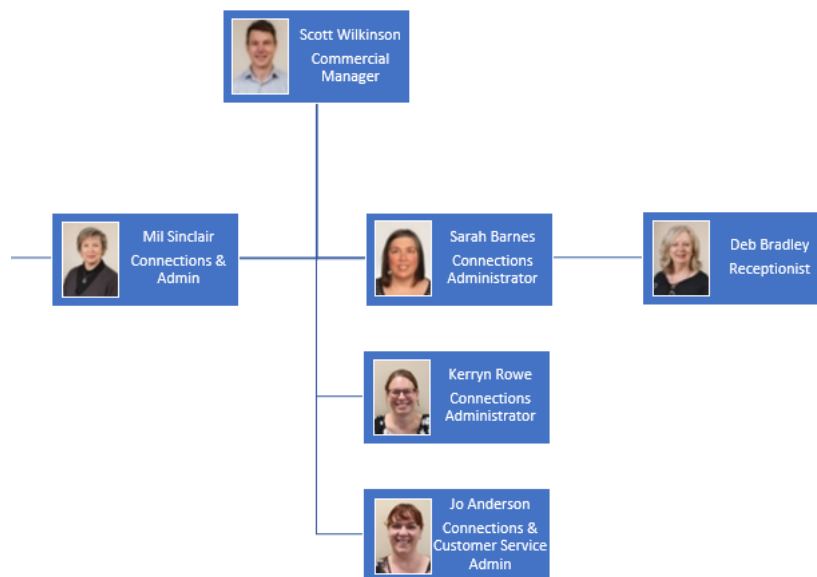 Scott Wilkinson
Commercial
Manager
Mil Sinclair
Connections &
Admin
Sarah Barnes
Connections
Administrator
Deb Bradley
Receptionist
Kerryn Rowe
Connections
Administrator
Jo Anderson
Connections &
Customer Service
Admin